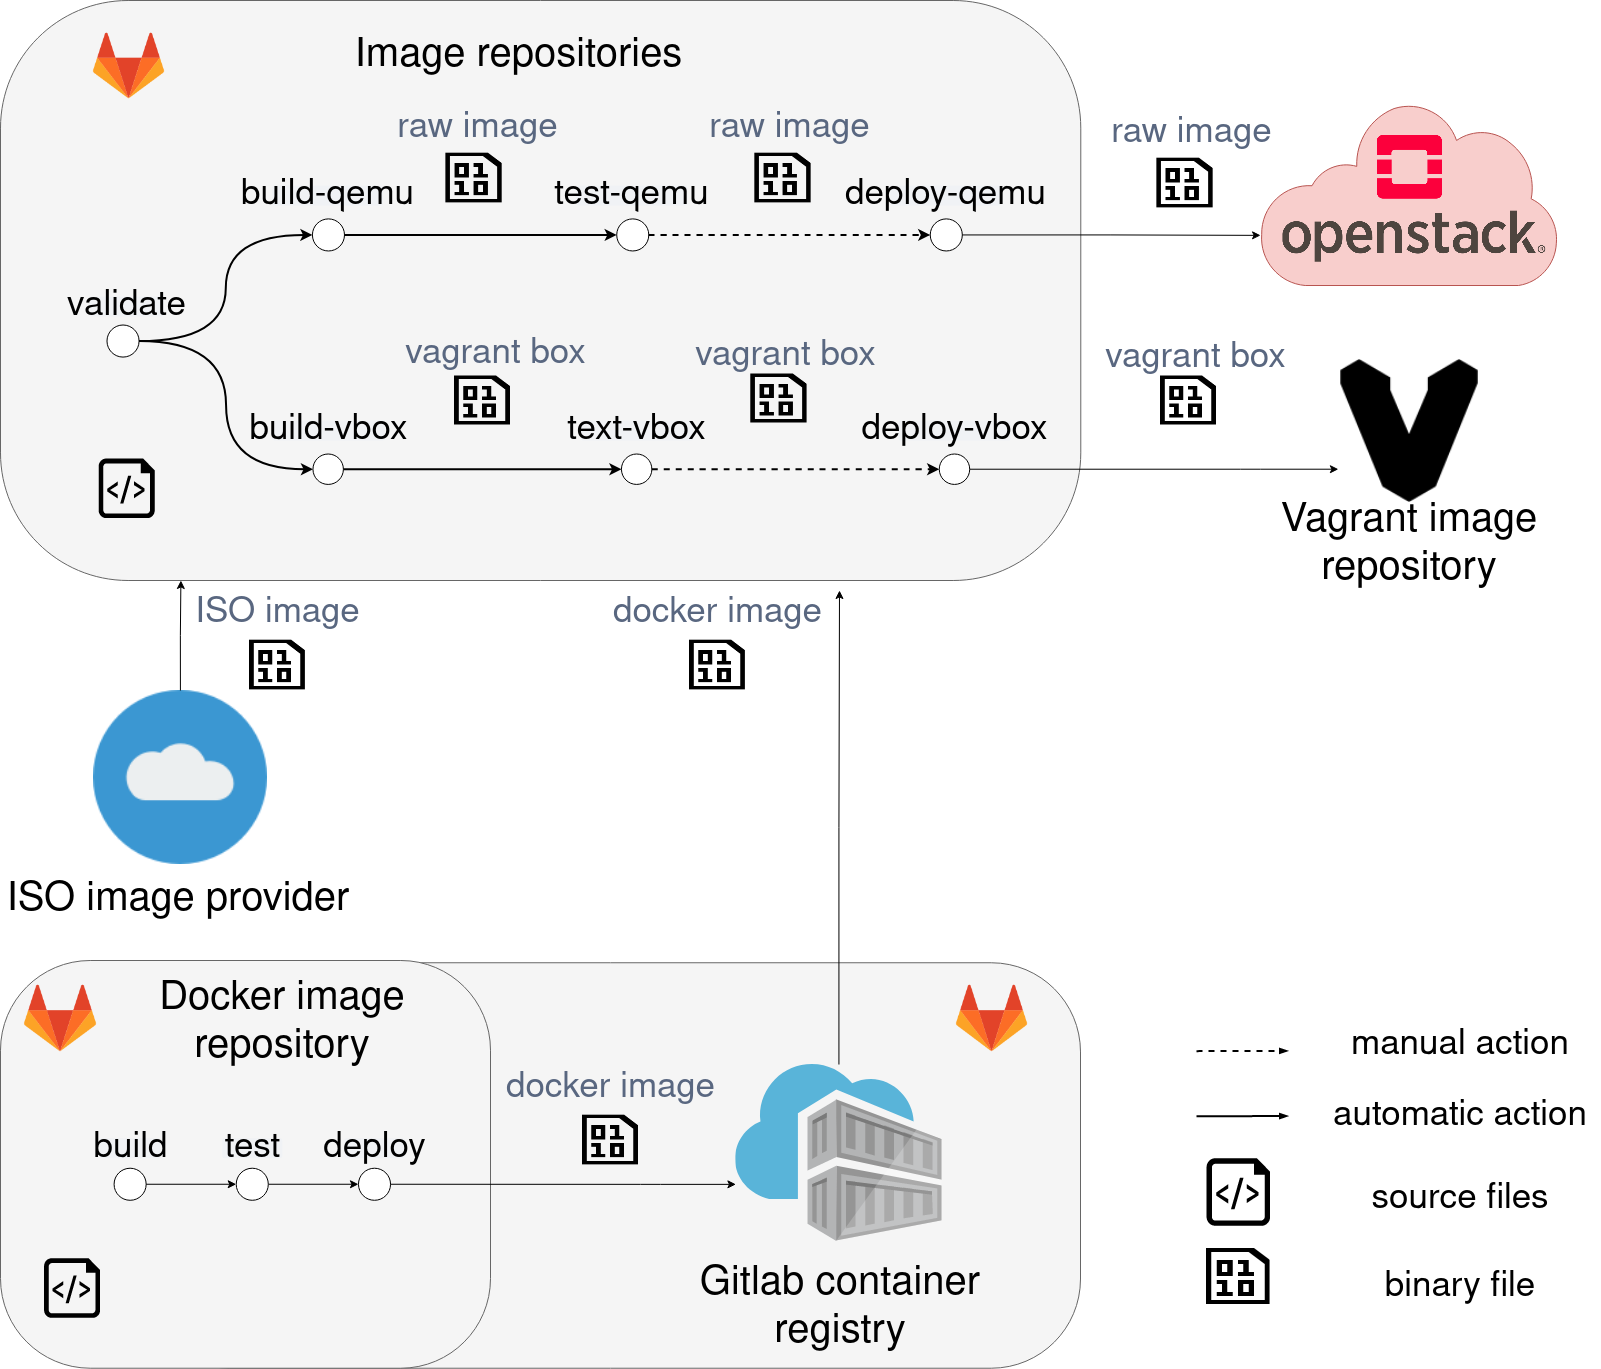 Image repositories
raw image
raw image
raw image
build-qemu
test-qemu
deploy-qemu
openstack.®
validate
vagrant box
vagrant box
vagrant box
build-vbox
text-vbox
deploy-vbox
</>
Vagrant image
repository
ISO image
docker image
0110
ISO image provider
Docker image
repository
docker image
build
test
deploy
</>
Gitlab container
registry
manual action
automatic action
</>
source files
binary file